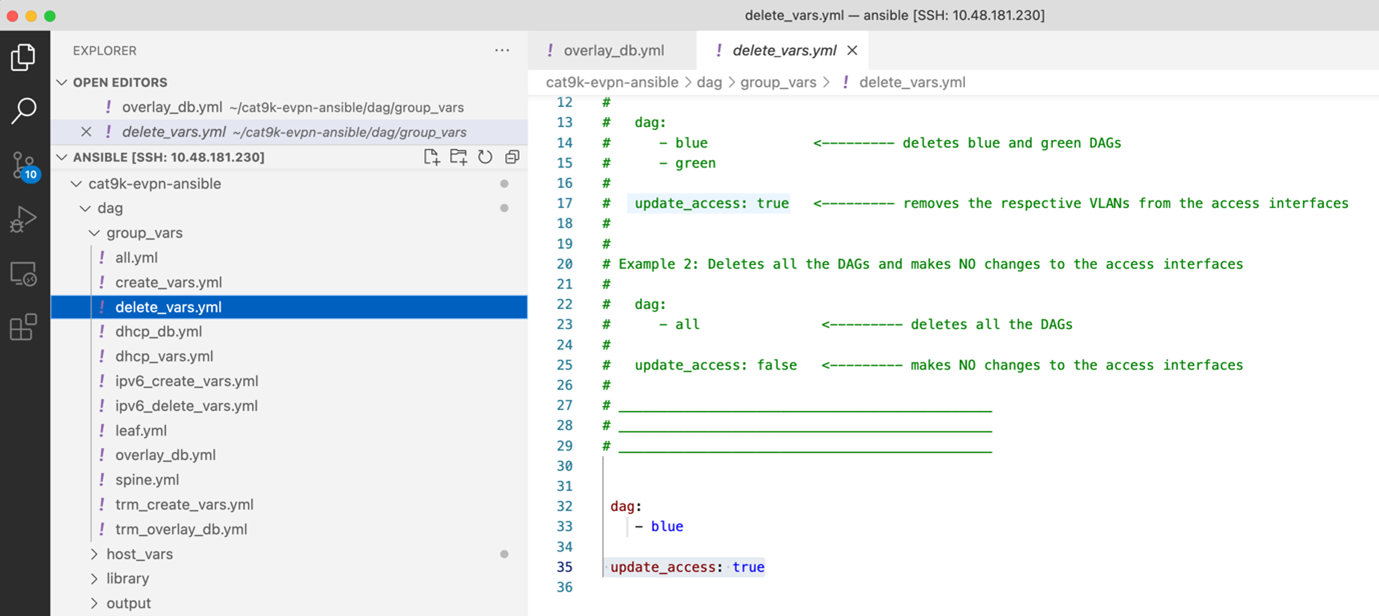 delete_vars.yml — ansible [SSH: 10.48.181.230]
EXPLORER
OPEN EDITORS
! overlay_db.yml ~/cat9k-evpn-ansible/dag/group_vars
! delete_vars.yml ~/cat9k-evpn-ansible/dag/group_vars
ANSIBLE [SSH: 10.48.181.230]
10
cat9k-evpn-ansible
dag
group_vars
! all.yml
! create_vars.yml
! delete_vars.yml
! dhcp_db.yml
! dhcp_vars.yml
! ipv6_create_vars.yml
! ipv6_delete_vars.yml
! leaf.yml
! overlay_db.yml
! spine.yml
! trm_create_vars.yml
! trm_overlay_db.yml
host_vars
library
output
! overlay_db.yml ! delete_vars.yml
cat9k-evpn-ansible > dag > group_vars > ! delete_vars.yml
12 #
13 #   dag:
14 #      - blue             <--------- deletes blue and green DAGs
15 #      - green
16 #
17 #   update_access: true   <--------- removes the respective VLANs from the access interfaces
18 #
19 #
20 # Example 2: Deletes all the DAGs and makes NO changes to the access interfaces
21 #
22 #   dag:
23 #      - all               <--------- deletes all the DAGs
24 #
25 #   update_access: false   <--------- makes NO changes to the access interfaces
26 #
27 # ______________________________________________
28 # ______________________________________________
29 # ______________________________________________
30
31
32 dag:
33    - blue
34
35 update_access: true
36